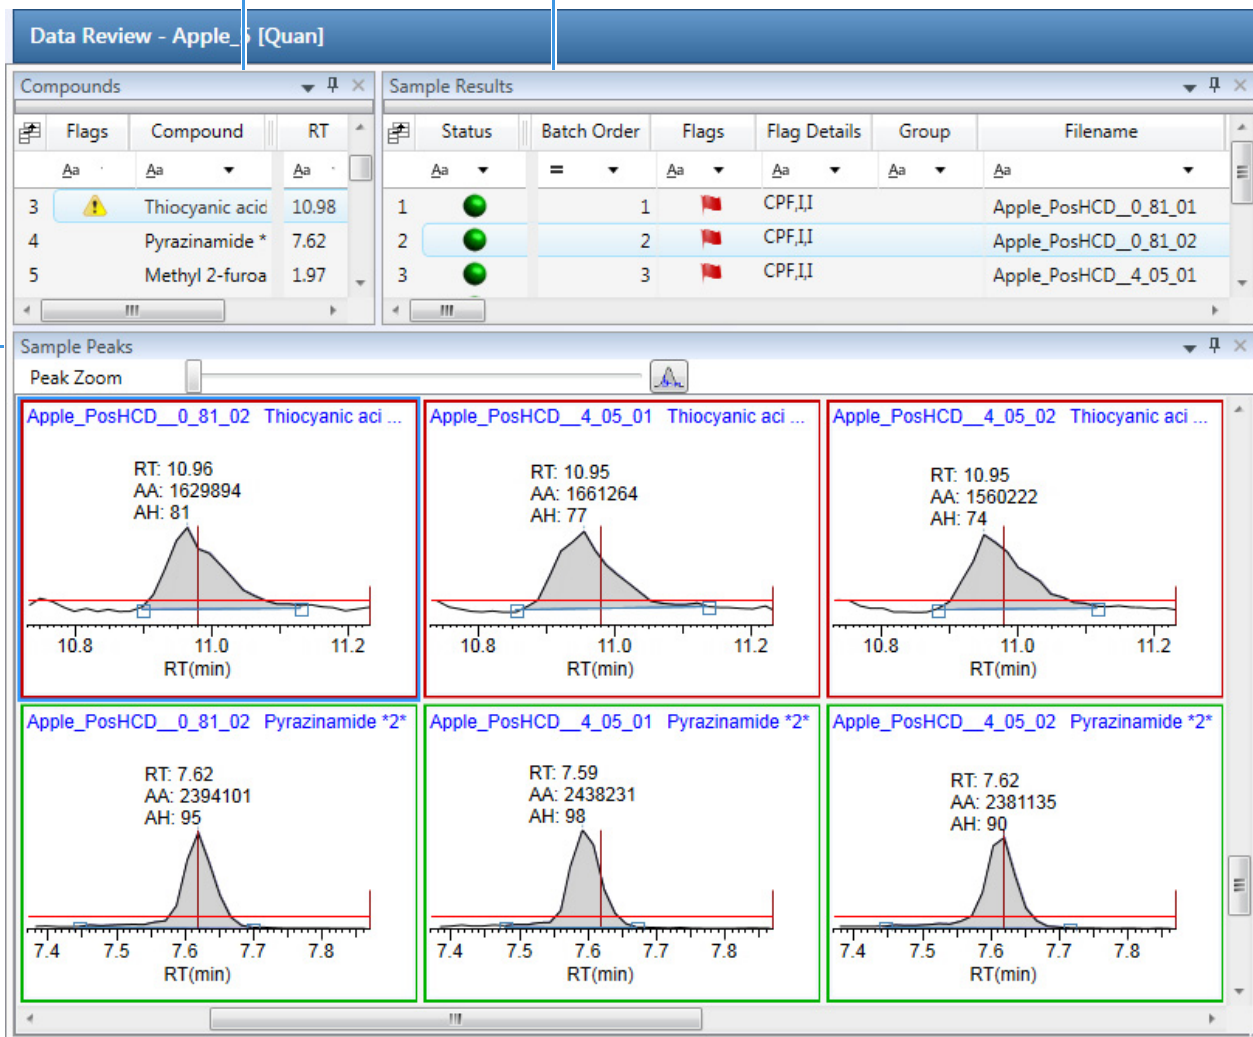 Data Review - Apple_5 [Quan]
Compounds
Sample Results
Flags Compound RT
Status Batch Order Flags Flag Details Group Filename
Aa Aa Aa
Aa = Aa Aa Aa Aa
3 Thiocyanic acid 10.98
4 Pyrazinamide * 7.62
5 Methyl 2-furoa 1.97
1 1 CPF,I,I Apple_PosHCD__0_81_01
2 2 CPF,I,I Apple_PosHCD__0_81_02
3 3 CPF,I,I Apple_PosHCD__4_05_01
Sample Peaks
Peak Zoom
Apple_PosHCD__0_81_02 Thiocyanic aci ...
RT: 10.96
AA: 1629894
AH: 81
10.8 11.0 11.2
RT(min)
Apple_PosHCD__4_05_01 Thiocyanic aci ...
RT: 10.95
AA: 1661264
AH: 77
10.8 11.0 11.2
RT(min)
Apple_PosHCD__4_05_02 Thiocyanic aci ...
RT: 10.95
AA: 1560222
AH: 74
10.8 11.0 11.2
RT(min)
Apple_PosHCD__0_81_02 Pyrazinamide *2*
RT: 7.62
AA: 2394101
AH: 95
7.4 7.5 7.6 7.7 7.8
RT(min)
Apple_PosHCD__4_05_01 Pyrazinamide *2*
RT: 7.59
AA: 2438231
AH: 98
7.4 7.5 7.6 7.7 7.8
RT(min)
Apple_PosHCD__4_05_02 Pyrazinamide *2*
RT: 7.62
AA: 2381135
AH: 90
7.4 7.5 7.6 7.7 7.8
RT(min)